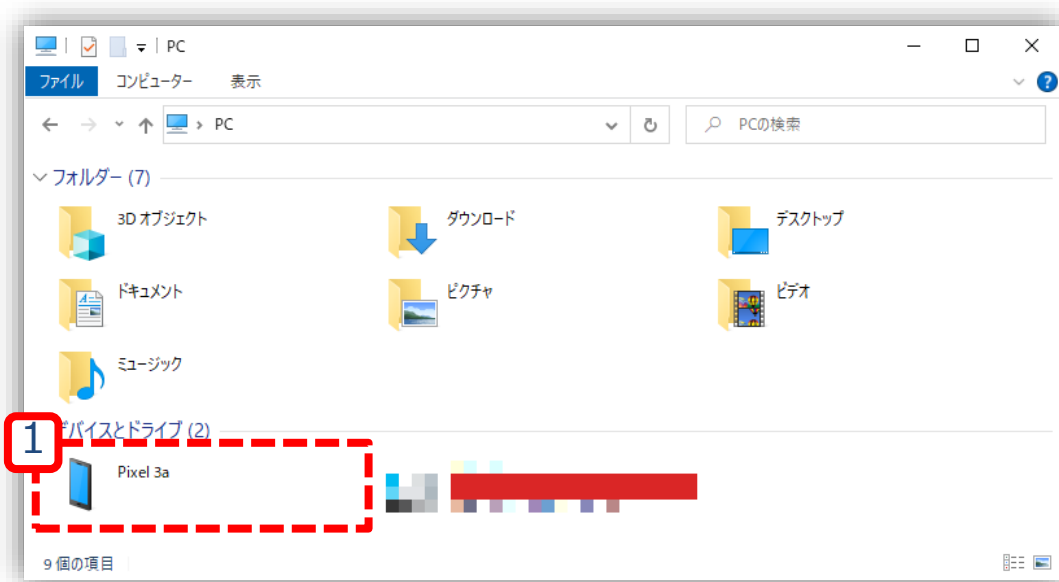 PC
ファイル コンピューター 表示
PC
PCの検索
フォルダー (7)
3D オブジェクト
ダウンロード
デスクトップ
ドキュメント
ピクチャ
ビデオ
ミュージック
1
デバイスとドライブ (2)
Pixel 3a
9 個の項目